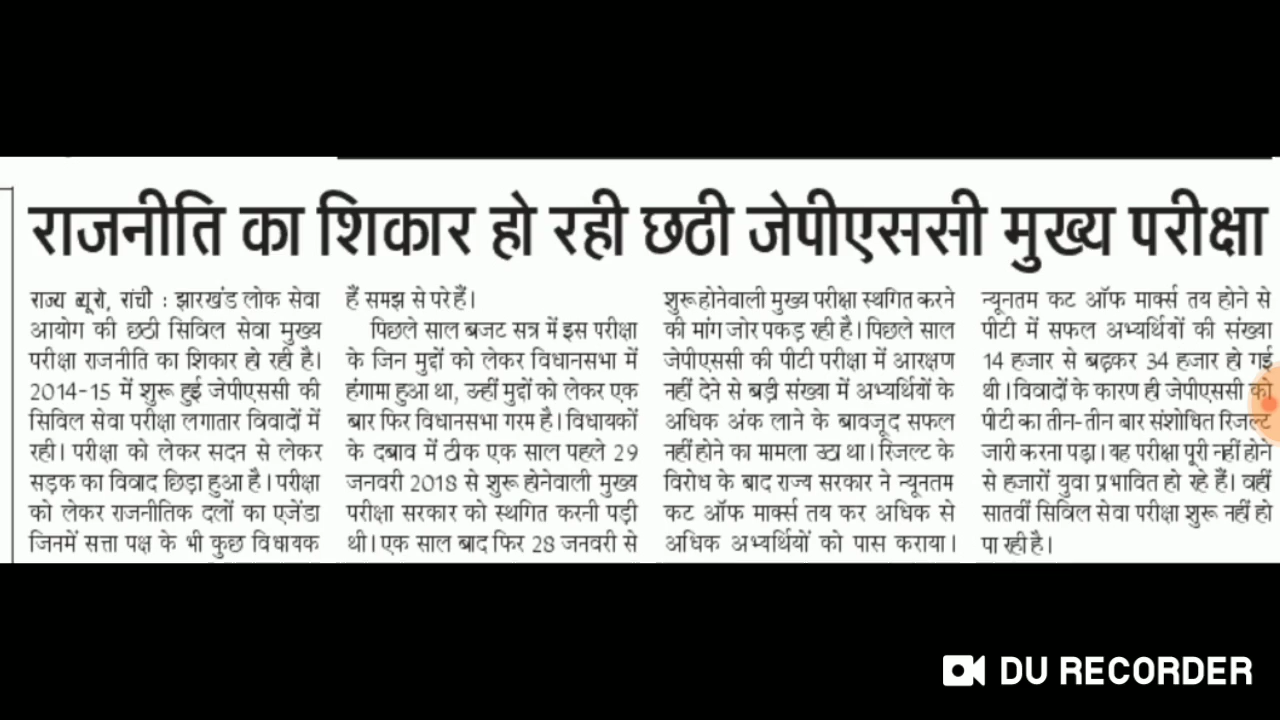 राजनीति का शिकार हो रही छठी जेपीएससी मुख्य परीक्षा
राज्य ब्यूरो, रांची : झारखंड लोक सेवा
आयोग की छठी सिविल सेवा मुख्य
परीक्षा राजनीति का शिकार हो रही है।
2014-15 में शुरू हुई जेपीएससी की
सिविल सेवा परीक्षा लगातार विवादों में
रही। परीक्षा को लेकर सदन से लेकर
सड़क का विवाद छिड़ा हुआ है। परीक्षा
को लेकर राजनीतिक दलों का एजेंडा
जिनमें सत्ता पक्ष के भी कुछ विधायक
हैं समझ से परे हैं।
पिछले साल बजट सत्र में इस परीक्षा
के जिन मुद्दों को लेकर विधानसभा में
हंगामा हुआ था, उन्हीं मुद्दों को लेकर एक
बार फिर विधानसभा गरम है। विधायकों
के दबाव में ठीक एक साल पहले 29
जनवरी 2018 से शुरू होनेवाली मुख्य
परीक्षा सरकार को स्थगित करनी पड़ी
थी। एक साल बाद फिर 28 जनवरी से
शुरू होनेवाली मुख्य परीक्षा स्थगित करने
की मांग जोर पकड़ रही है। पिछले साल
जेपीएससी की पीटी परीक्षा में आरक्षण
नहीं देने से बड़ी संख्या में अभ्यर्थियों के
अधिक अंक लाने के बावजूद सफल
नहीं होने का मामला उठा था। रिजल्ट के
विरोध के बाद राज्य सरकार ने न्यूनतम
कट ऑफ मार्क्स तय कर अधिक से
अधिक अभ्यर्थियों को पास कराया।
न्यूनतम कट ऑफ मार्क्स तय होने से
पीटी में सफल अभ्यर्थियों की संख्या
14 हजार से बढ़कर 34 हजार हो गई
थी। विवादों के कारण ही जेपीएससी को
पीटी का तीन-तीन बार संशोधित रिजल्ट
जारी करना पड़ा। यह परीक्षा पूरी नहीं होने
से हजारों युवा प्रभावित हो रहे हैं। वहीं
सातवीं सिविल सेवा परीक्षा शुरू नहीं हो
पा रही है।
DU RECORDER